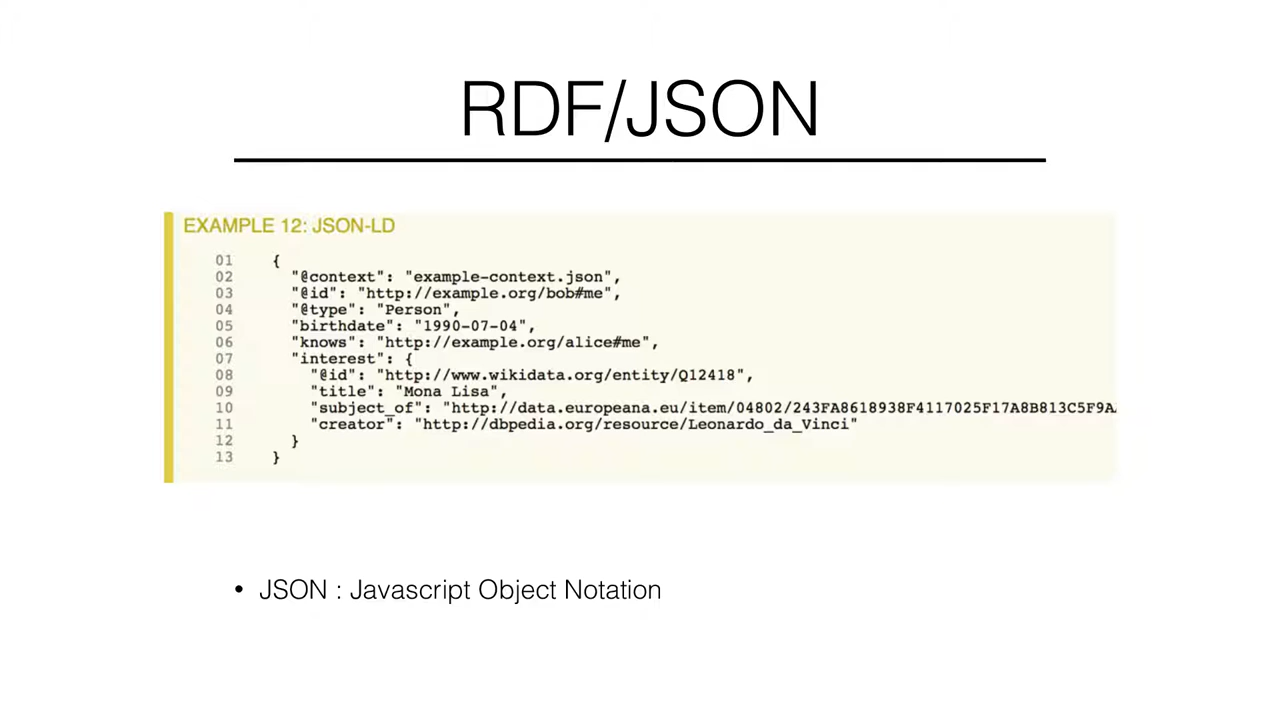 RDF/JSON
EXAMPLE 12: JSON-LD
01 {
02 "@context": "example-context.json",
03 "@id": "http://example.org/bob#me",
04 "@type": "Person",
05 "birthdate": "1990-07-04",
06 "knows": "http://example.org/alice#me",
07 "interest": {
08 "@id": "http://www.wikidata.org/entity/Q12418",
09 "title": "Mona Lisa",
10 "subject_of": "http://data.europeana.eu/item/04802/243FA8618938F4117025F17A8B813C5F9A
11 "creator": "http://dbpedia.org/resource/Leonardo_da_Vinci"
12 }
13 }
• JSON : Javascript Object Notation